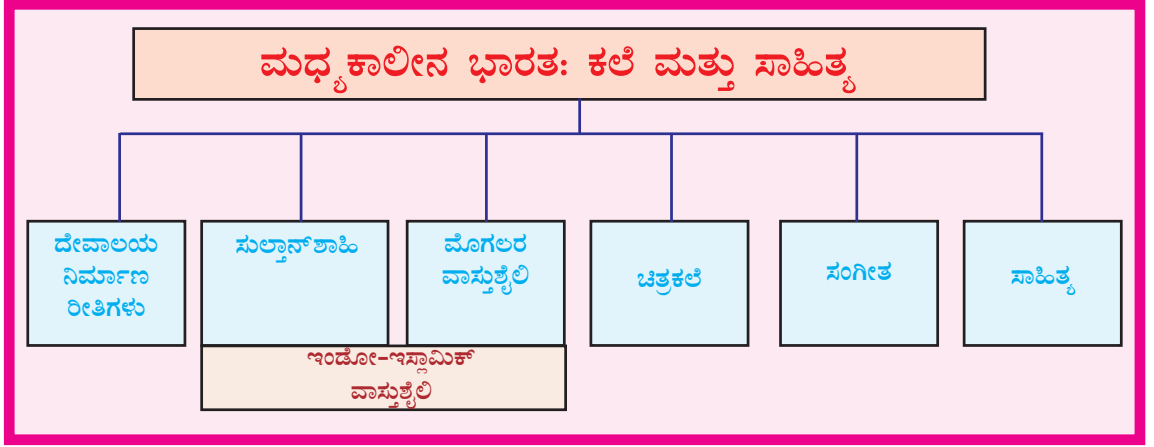 ಮಧ್ಯಕಾಲೀನ ಭಾರತ: ಕಲೆ ಮತ್ತು ಸಾಹಿತ್ಯ
ದೇವಾಲಯ
ನಿರ್ಮಾಣ
ರೀತಿಗಳು
ಸುಲ್ತಾನ್‌ಶಾಹಿ
ಮೊಗಲರ
ವಾಸ್ತುಶೈಲಿ
ಚಿತ್ರಕಲೆ
ಸಂಗೀತ
ಸಾಹಿತ್ಯ
ಇಂಡೋ-ಇಸ್ಲಾಮಿಕ್
ವಾಸ್ತುಶೈಲಿ